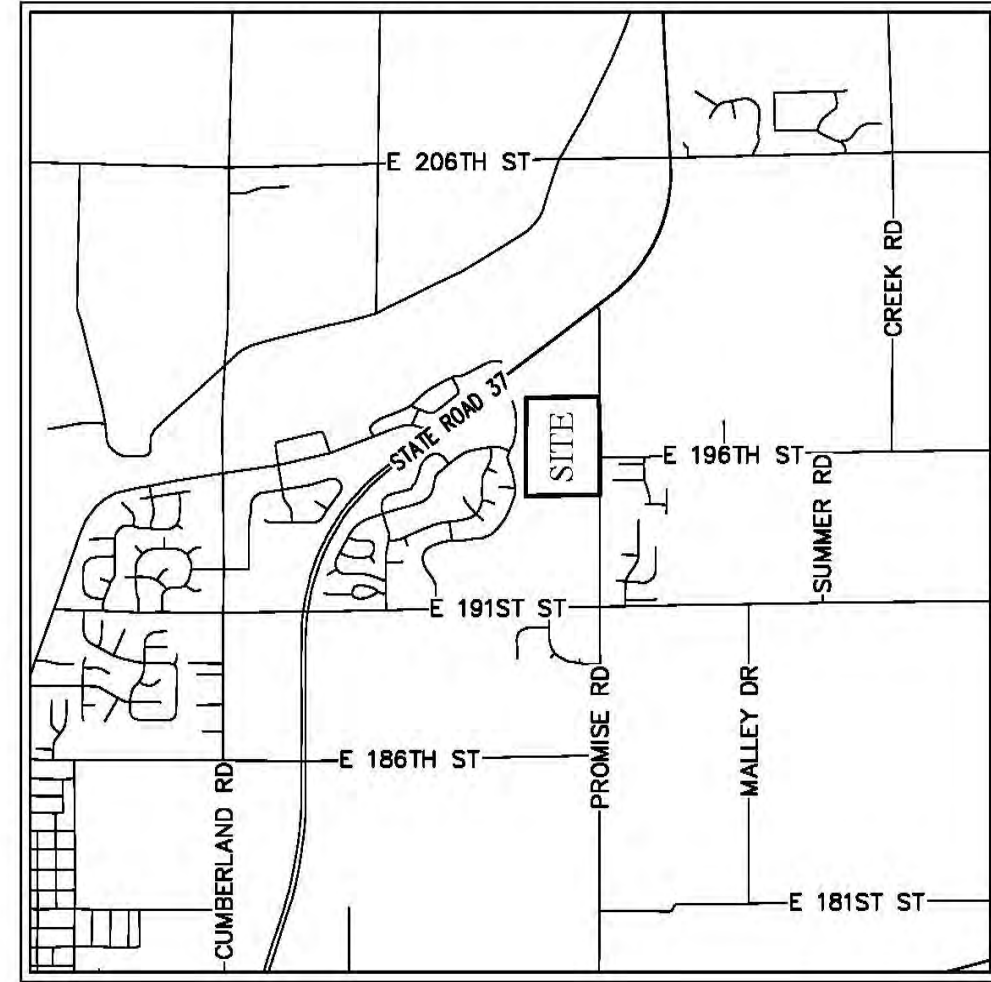 E 206TH ST
CREEK RD
STATE ROAD 37
SITE
E 196TH ST
SUMMER RD
E 191ST ST
PROMISE RD
MALLEY DR
E 186TH ST
CUMBERLAND RD
E 181ST ST